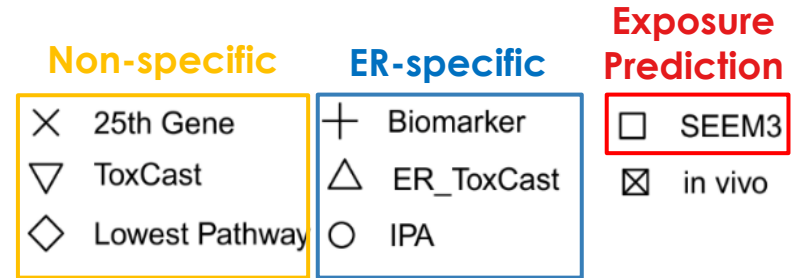 Non-specific
ER-specific
Exposure
Prediction
25th Gene
ToxCast
Lowest Pathway
Biomarker
ER_ToxCast
IPA
SEEM3
in vivo